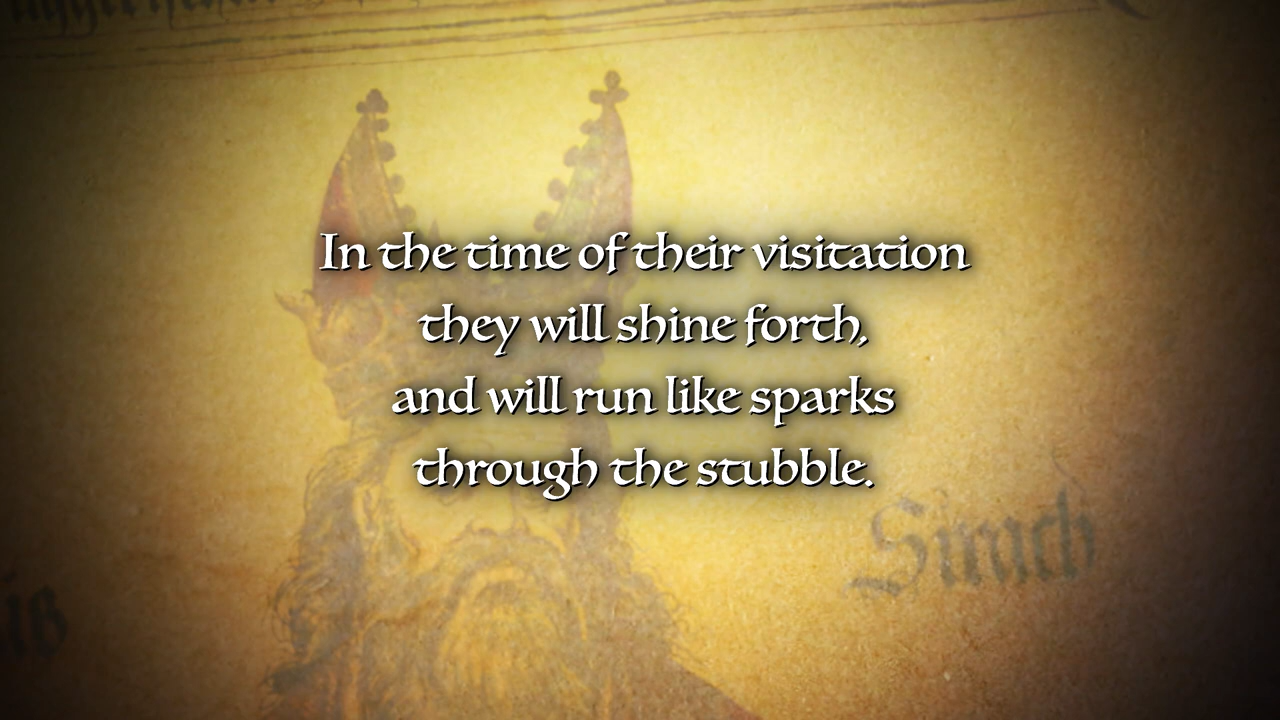 In the time of their visitation
they will shine forth,
and will run like sparks
through the stubble.